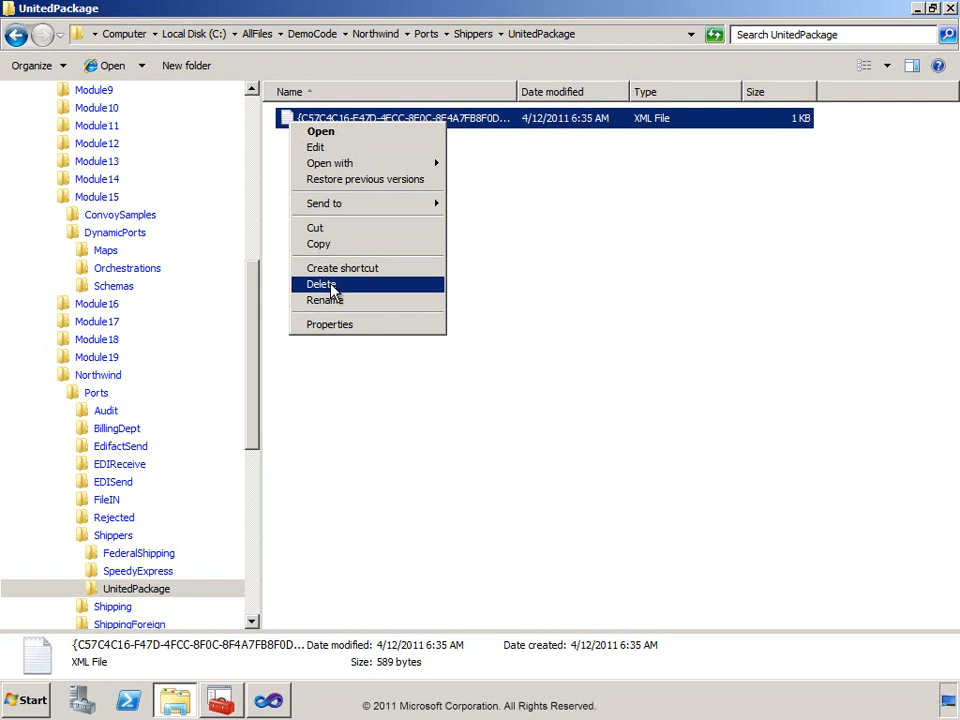 UnitedPackage
Computer Local Disk (C:) AllFiles DemoCode Northwind Ports Shippers UnitedPackage
Search UnitedPackage
Organize Open New folder
Name Date modified Type Size
{C57C4C16-F47D-4FCC-8F0C-8F4A7FB8F0D... 4/12/2011 6:35 AM XML File 1 KB
Open
Edit
Open with
Restore previous versions
Send to
Cut
Copy
Create shortcut
Delete
Rename
Properties
Module9
Module10
Module11
Module12
Module13
Module14
Module15
ConvoySamples
DynamicPorts
Maps
Orchestrations
Schemas
Module16
Module17
Module18
Module19
Northwind
Ports
Audit
BillingDept
EdifactSend
EDIReceive
EDISend
FileIN
Rejected
Shippers
FederalShipping
SpeedyExpress
UnitedPackage
Shipping
ShippingForeign
{C57C4C16-F47D-4FCC-8F0C-8F4A7FB8F0D... Date modified: 4/12/2011 6:35 AM Date created: 4/12/2011 6:35 AM
XML File Size: 589 bytes
Start
© 2011 Microsoft Corporation. All Rights Reserved.